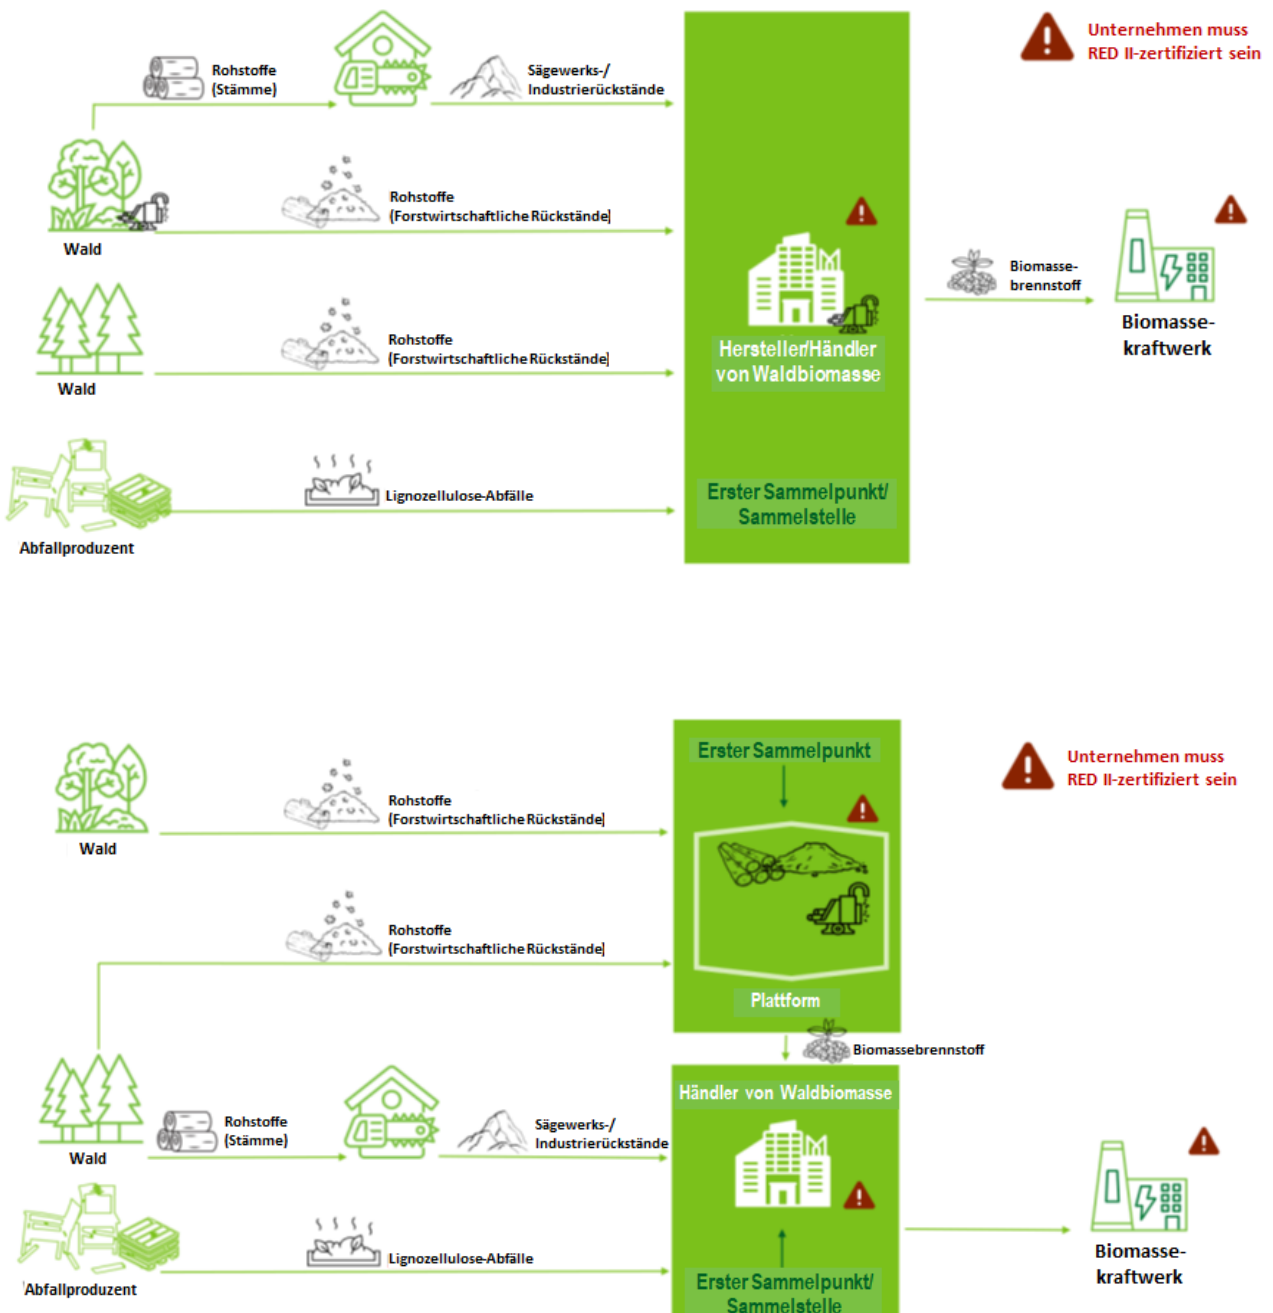 Unternehmen muss
RED II-zertifiziert sein
Rohstoffe
(Stämme)
Sägewerks-/
Industrierückstände
Rohstoffe
(Forstwirtschaftliche Rückstände)
Wald
Biomasse-
brennstoff
Biomasse-
kraftwerk
Hersteller/Händler
von Waldbiomasse
Rohstoffe
(Forstwirtschaftliche Rückstände)
Wald
Lignozellulose-Abfälle
Erster Sammelpunkt/
Sammelstelle
Abfallproduzent
Erster Sammelpunkt
Unternehmen muss
RED II-zertifiziert sein
Rohstoffe
(Forstwirtschaftliche Rückstände)
Wald
Rohstoffe
(Forstwirtschaftliche Rückstände)
Plattform
Biomassebrennstoff
Händler von Waldbiomasse
Rohstoffe
(Stämme)
Sägewerks-/
Industrierückstände
Wald
Lignozellulose-Abfälle
Biomasse-
kraftwerk
Abfallproduzent
Erster Sammelpunkt/
Sammelstelle